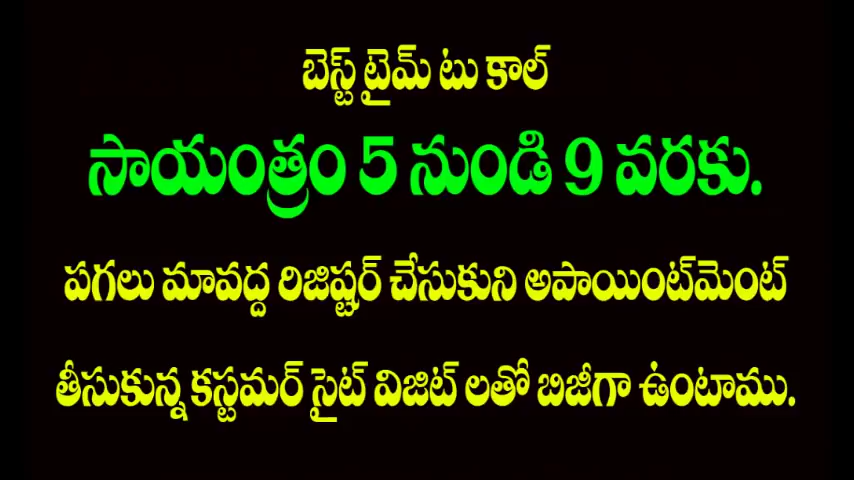 బెస్ట్ టైమ్ టు కాల్
సాయంత్రం 5 నుండి 9 వరకు.
పగలు మావద్ద రిజిష్టర్ చేసుకుని అపాయింట్‌మెంట్
తీసుకున్న కస్టమర్ సైట్ విజిట్ లతో బిజీగా ఉంటాము.